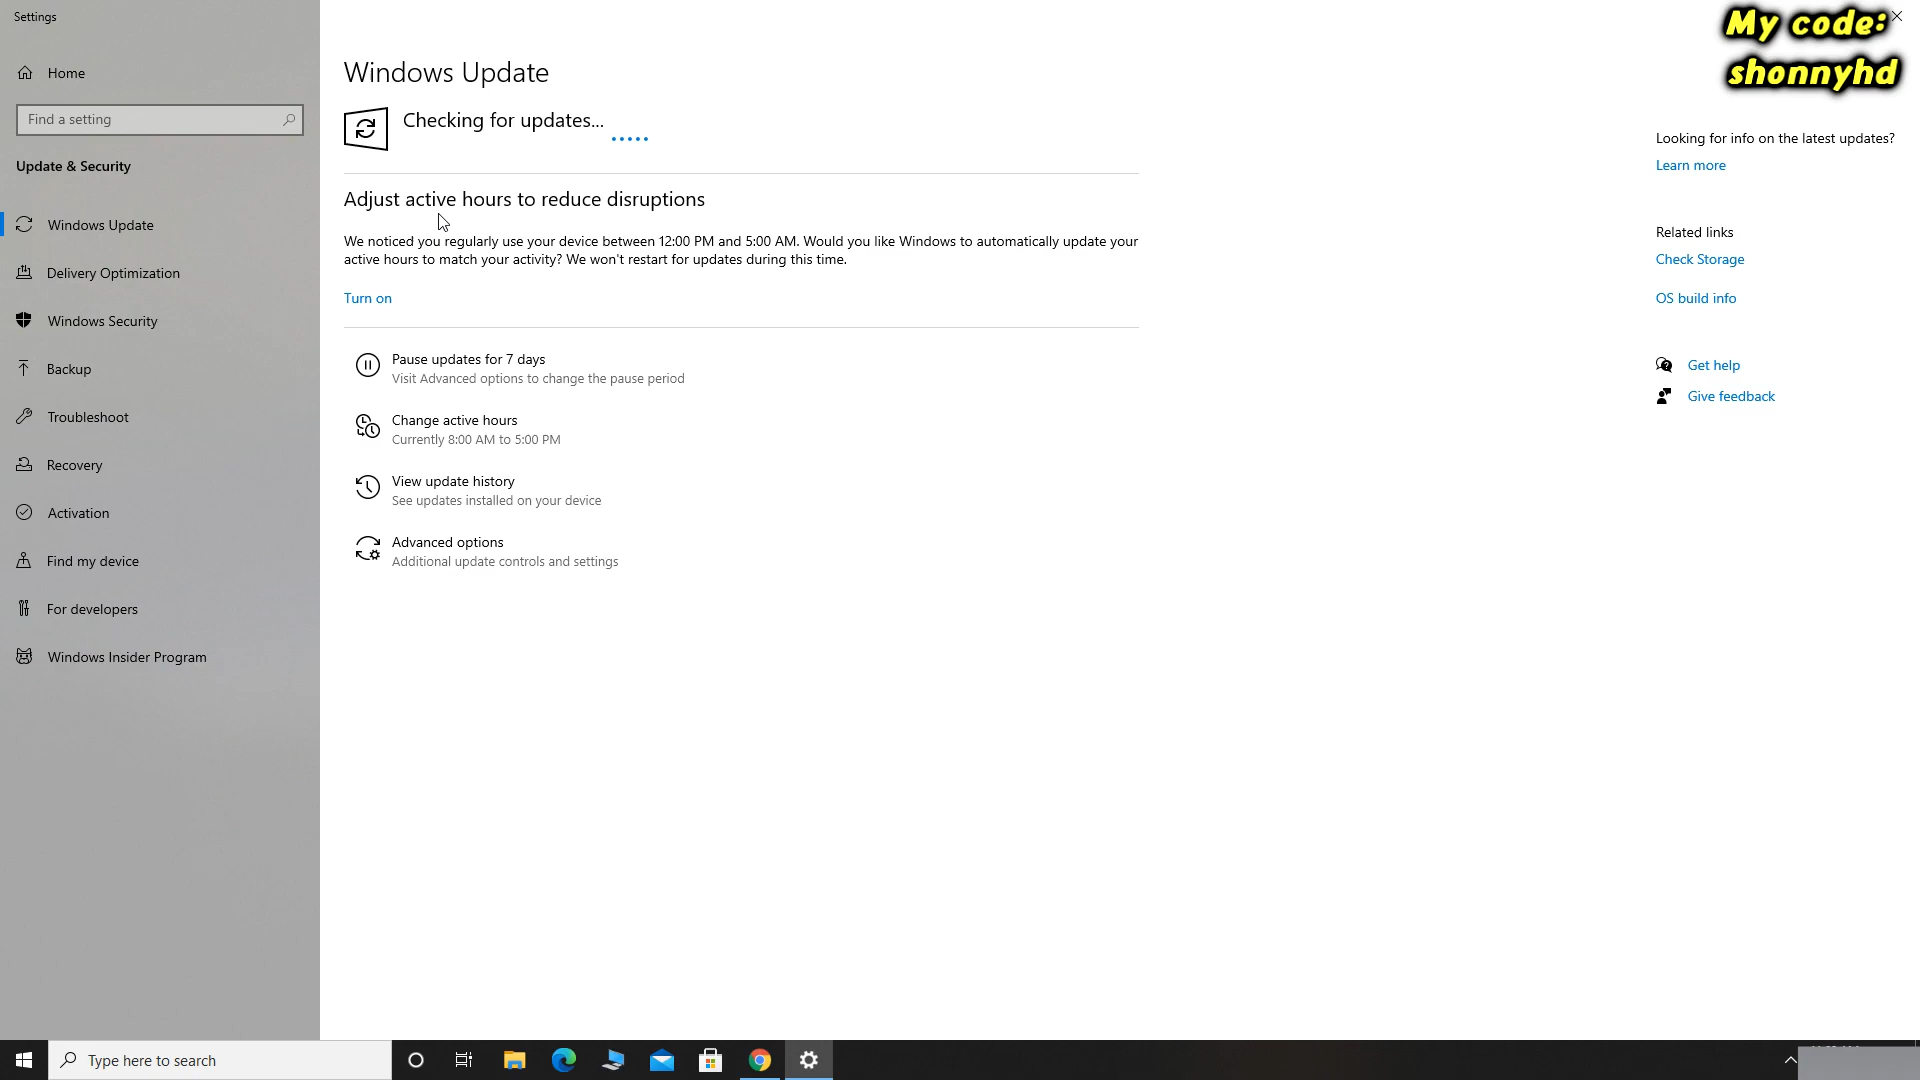 Settings
My code:
shonnyhd
Home
Find a setting
Update & Security
Windows Update
Delivery Optimization
Windows Security
Backup
Troubleshoot
Recovery
Activation
Find my device
For developers
Windows Insider Program
Windows Update
Checking for updates...
Adjust active hours to reduce disruptions
We noticed you regularly use your device between 12:00 PM and 5:00 AM. Would you like Windows to automatically update your
active hours to match your activity? We won't restart for updates during this time.
Turn on
Pause updates for 7 days
Visit Advanced options to change the pause period
Change active hours
Currently 8:00 AM to 5:00 PM
View update history
See updates installed on your device
Advanced options
Additional update controls and settings
Looking for info on the latest updates?
Learn more
Related links
Check Storage
OS build info
Get help
Give feedback
Type here to search